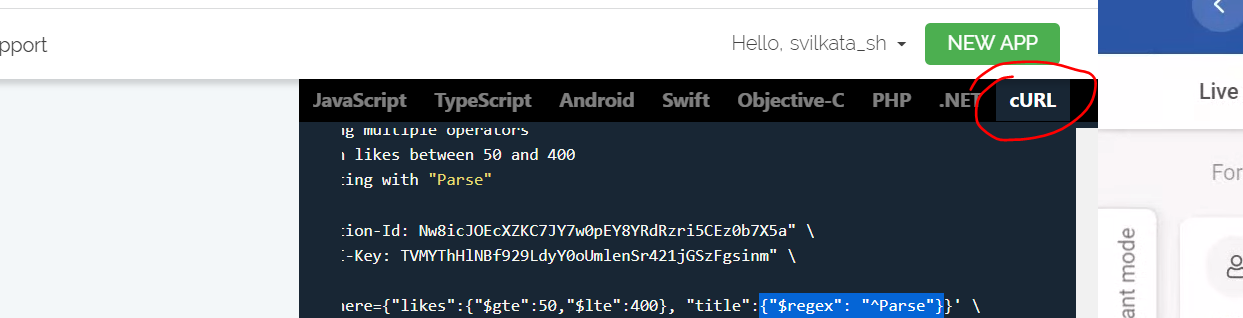 pport
Hello, svilkata_sh
NEW APP
JavaScript TypeScript Android Swift Objective-C PHP .NET cURL
Live
ng multiple operators
likes between 50 and 400
:ing with "Parse"
For
tion-Id: Nw8icJOEcXZKC7JY7w0pEY8YRdRzri5CEz0b7X5a" \
-Key: TVMYThHlNBf929LdyY0oUmlenSr421jGSzFgsinm" \
ant mode
here={"likes":{"$gte":50,"$lte":400}, "title":{"$regex": "^Parse"}}' \